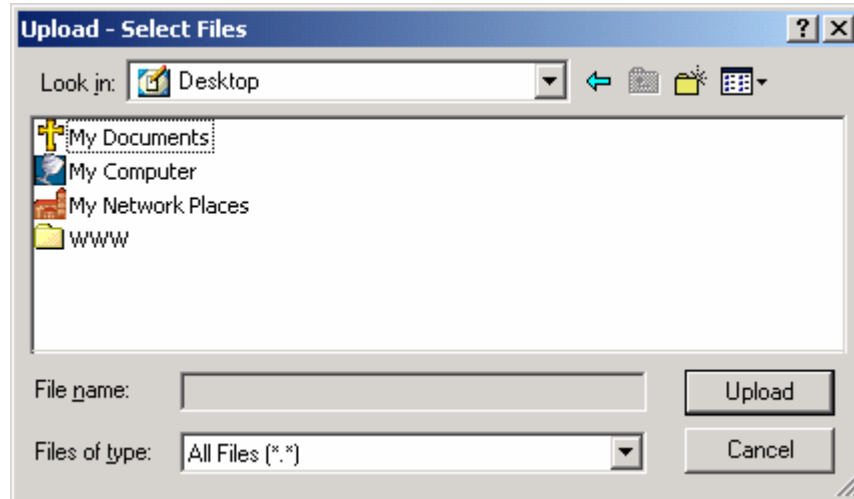 Upload - Select Files
Look in: Desktop
My Documents
My Computer
My Network Places
WWW
File name: Upload
Files of type: All Files (*.*) Cancel